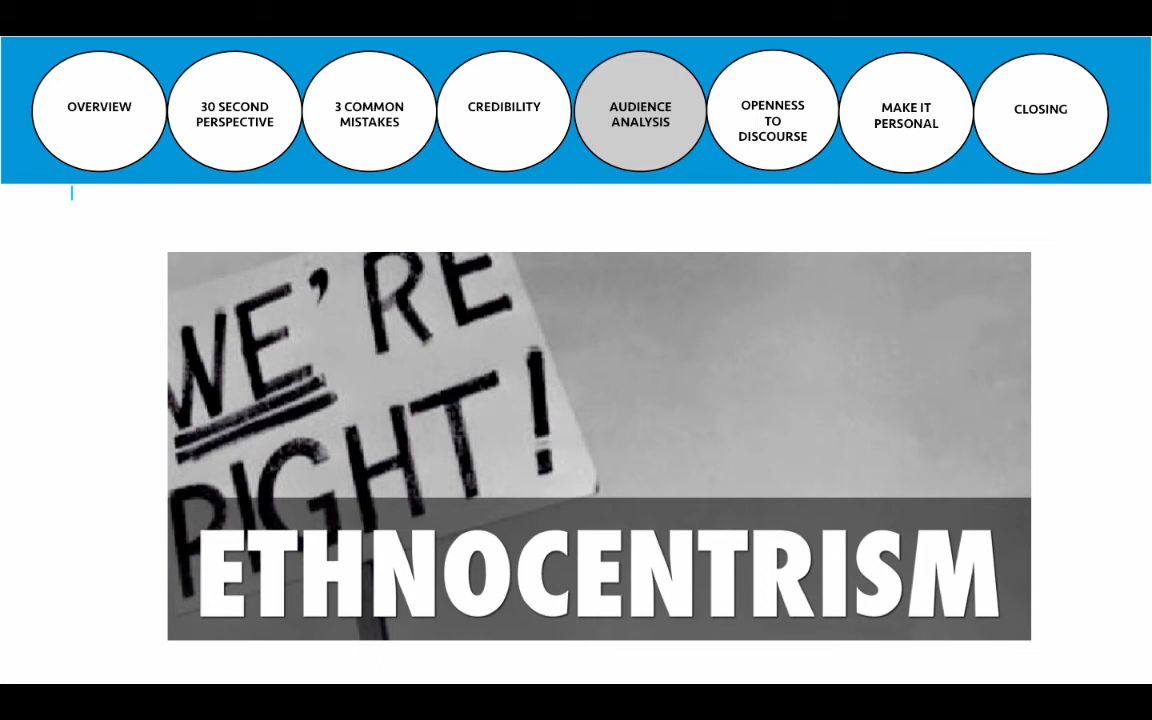 OVERVIEW
30 SECOND
PERSPECTIVE
3 COMMON
MISTAKES
CREDIBILITY
AUDIENCE
ANALYSIS
OPENNESS
TO
DISCOURSE
MAKE IT
PERSONAL
CLOSING
WE'RE
RIGHT!
ETHNOCENTRISM